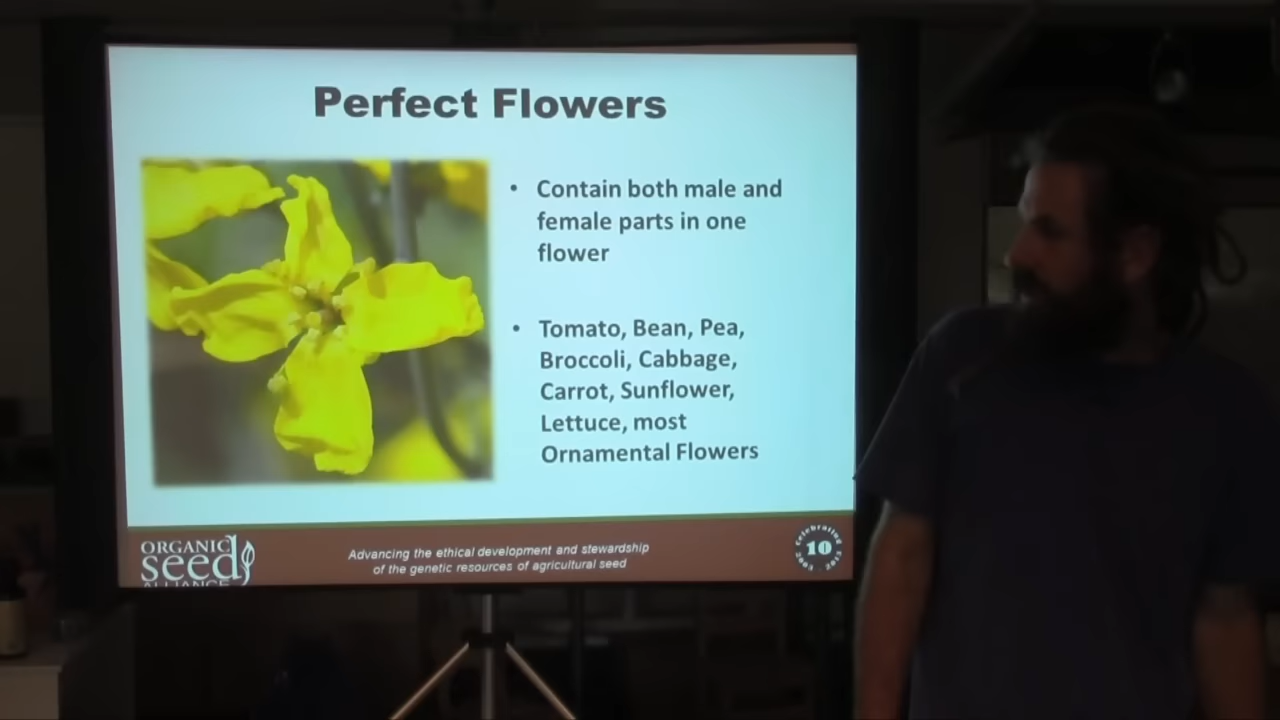 Perfect Flowers
• Contain both male and
female parts in one
flower
• Tomato, Bean, Pea,
Broccoli, Cabbage,
Carrot, Sunflower,
Lettuce, most
Ornamental Flowers
ORGANIC
seed
ALLIANCE
Advancing the ethical development and stewardship
of the genetic resources of agricultural seed
Celebrating
10